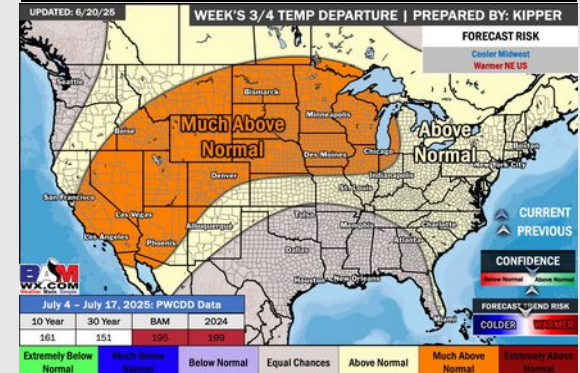 UPDATED: 6/20/25
WEEK'S 3/4 TEMP DEPARTURE | PREPARED BY: KIPPER
FORECAST RISK
Cooler Midwest
Warmer NE US
Seattle
Bismarck
Minneapolis
Boise
Much Above
Normal
Above
Normal
Boston
New York City
Des Moines
Chicago
Denver
Indianapolis
St. Louis
San Francisco
Las Vegas
Los Angeles
Phoenix
Albuquerque
Tulsa
Memphis
Charlotte
Atlanta
Dallas
Houston
New Orleans
Miami
CURRENT
PREVIOUS
CONFIDENCE
Below Normal
Above Normal
FORECAST TREND RISK
COLDER
WARMER
BAM
WX.COM
Weather Made Simple
July 4 – July 17, 2025: PWCDD Data
10 Year 30 Year BAM 2024
161 151 195 199
Extremely Below Normal
Much Below Normal
Below Normal
Equal Chances
Above Normal
Much Above Normal
Extremely Above Normal